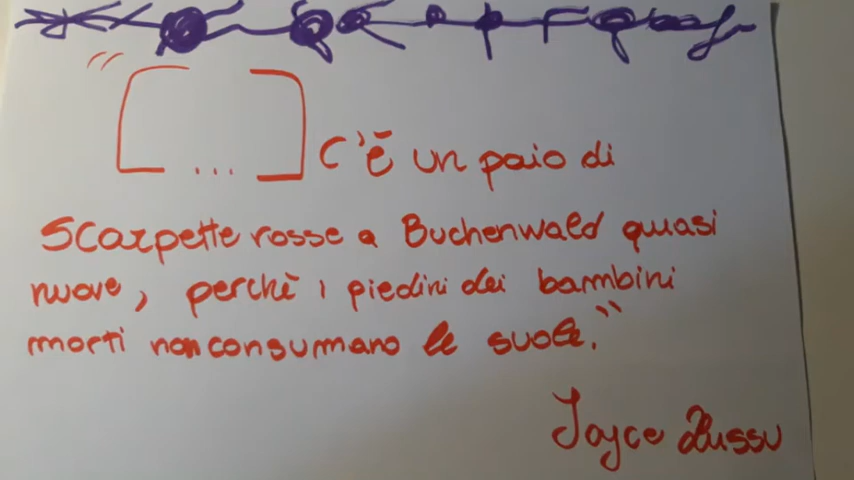 "[...] C'è un paio di
Scarpette rosse a Buchenwald quasi
nuove, perchè i piedini dei bambini
morti non consumano le suole."
Joyce Lussu